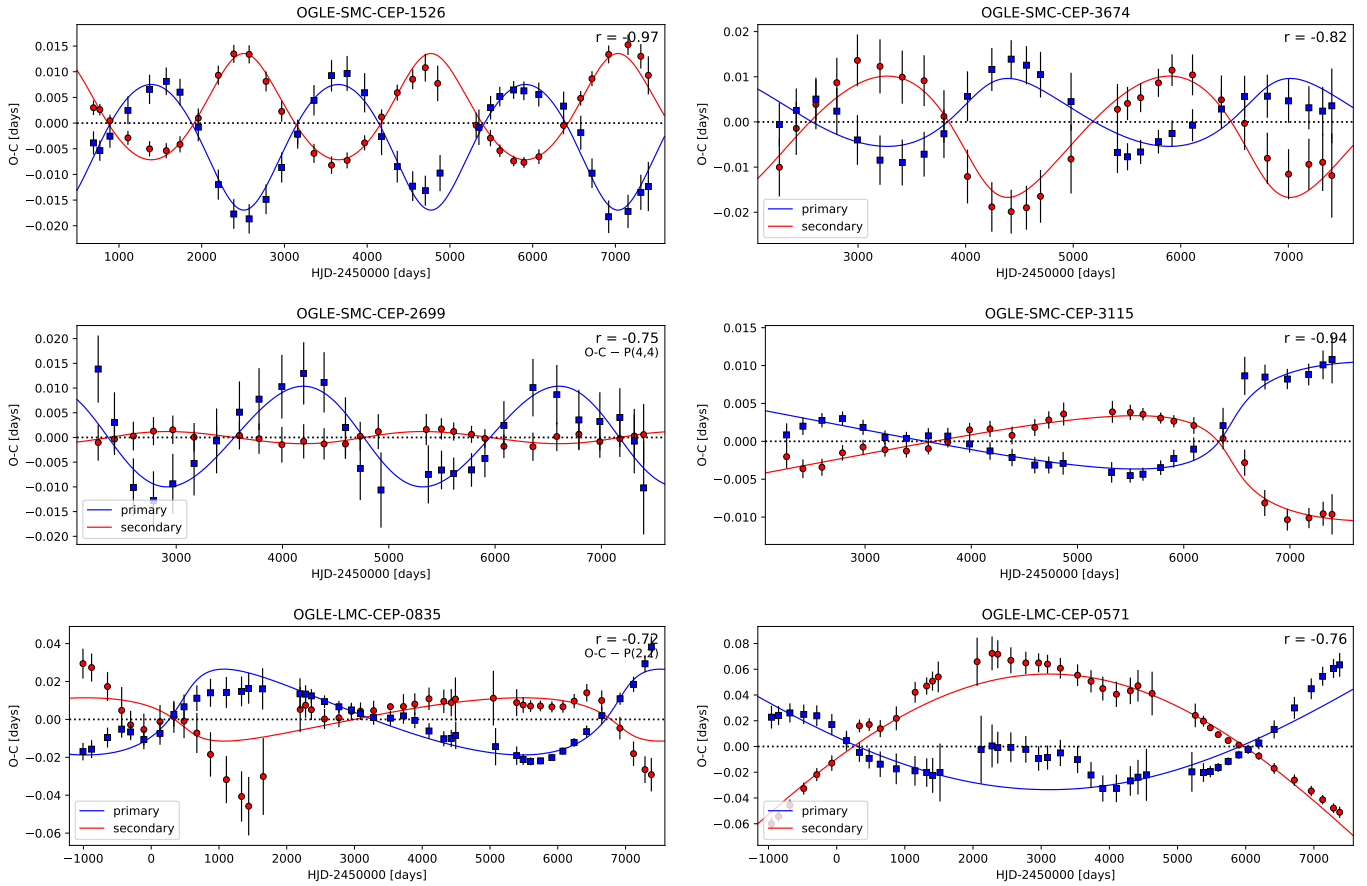 OGLE-SMC-CEP-1526
r = -0.97
O-C [days]
0.015
0.010
0.005
0.000
−0.005
−0.010
−0.015
−0.020
1000 2000 3000 4000 5000 6000 7000
HJD-2450000 [days]
OGLE-SMC-CEP-3674
r = -0.82
O-C [days]
0.02
0.01
0.00
−0.01
−0.02
primary
secondary
3000 4000 5000 6000 7000
HJD-2450000 [days]
OGLE-SMC-CEP-2699
r = -0.75
O-C − P(4,4)
O-C [days]
0.020
0.015
0.010
0.005
0.000
−0.005
−0.010
−0.015
−0.020
primary
secondary
3000 4000 5000 6000 7000
HJD-2450000 [days]
OGLE-SMC-CEP-3115
r = -0.94
O-C [days]
0.015
0.010
0.005
0.000
−0.005
−0.010
3000 4000 5000 6000 7000
HJD-2450000 [days]
OGLE-LMC-CEP-0835
r = -0.72
O-C − P(2,2)
O-C [days]
0.04
0.02
0.00
−0.02
−0.04
−0.06
primary
secondary
−1000 0 1000 2000 3000 4000 5000 6000 7000
HJD-2450000 [days]
OGLE-LMC-CEP-0571
r = -0.76
O-C [days]
0.08
0.06
0.04
0.02
0.00
−0.02
−0.04
−0.06
primary
secondary
−1000 0 1000 2000 3000 4000 5000 6000 7000
HJD-2450000 [days]